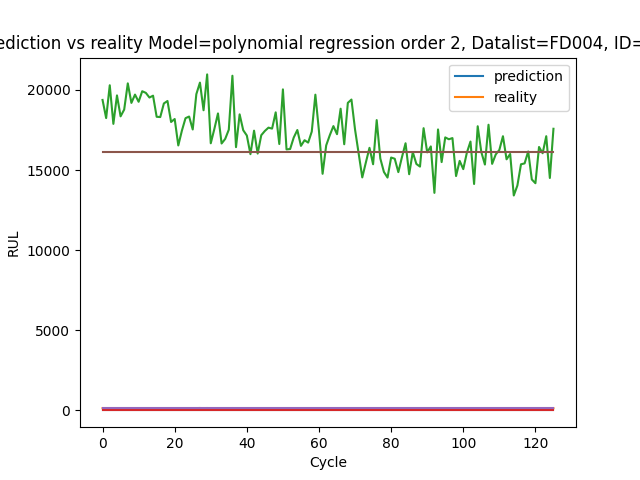 ediction vs reality Model=polynomial regression order 2, Datalist=FD004, ID=
prediction
reality
20000
15000
10000
5000
0
RUL
0 20 40 60 80 100 120
Cycle